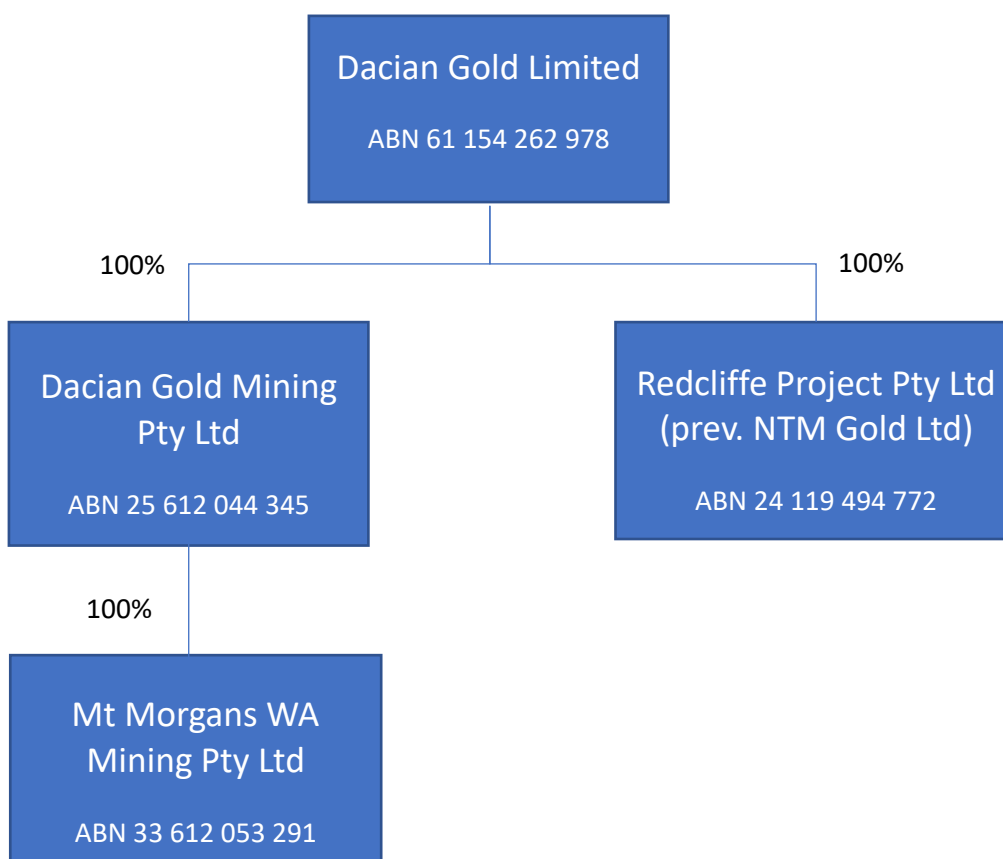 Dacian Gold Limited
ABN 61 154 262 978
100%
100%
Dacian Gold Mining
Pty Ltd
ABN 25 612 044 345
Redcliffe Project Pty Ltd
(prev. NTM Gold Ltd)
ABN 24 119 494 772
100%
Mt Morgans WA
Mining Pty Ltd
ABN 33 612 053 291